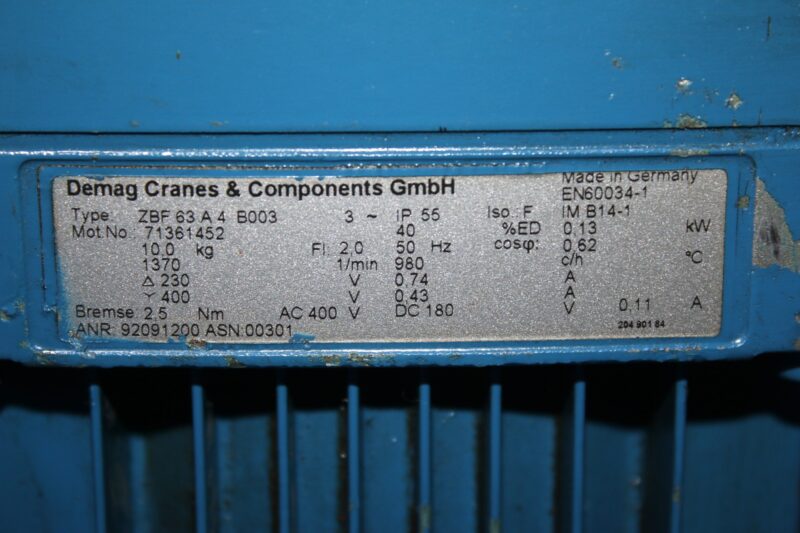 Demag Cranes & Components GmbH Made in Germany
EN60034-1
Type ZBF 63 A 4 B003 3 ~ IP 55 Iso. F IM B14-1
Mot.No. 71361452 40 %ED 0,13 kW
10,0 kg FI: 2,0 50 Hz cosφ: 0,62
1370 1/min 980 c/h °C
△ 230 V 0,74 A
Y 400 V 0,43 A
Bremse 2,5 Nm AC 400 V DC 180 V 0,11 A
ANR: 92091200 ASN:00301 204 901 84